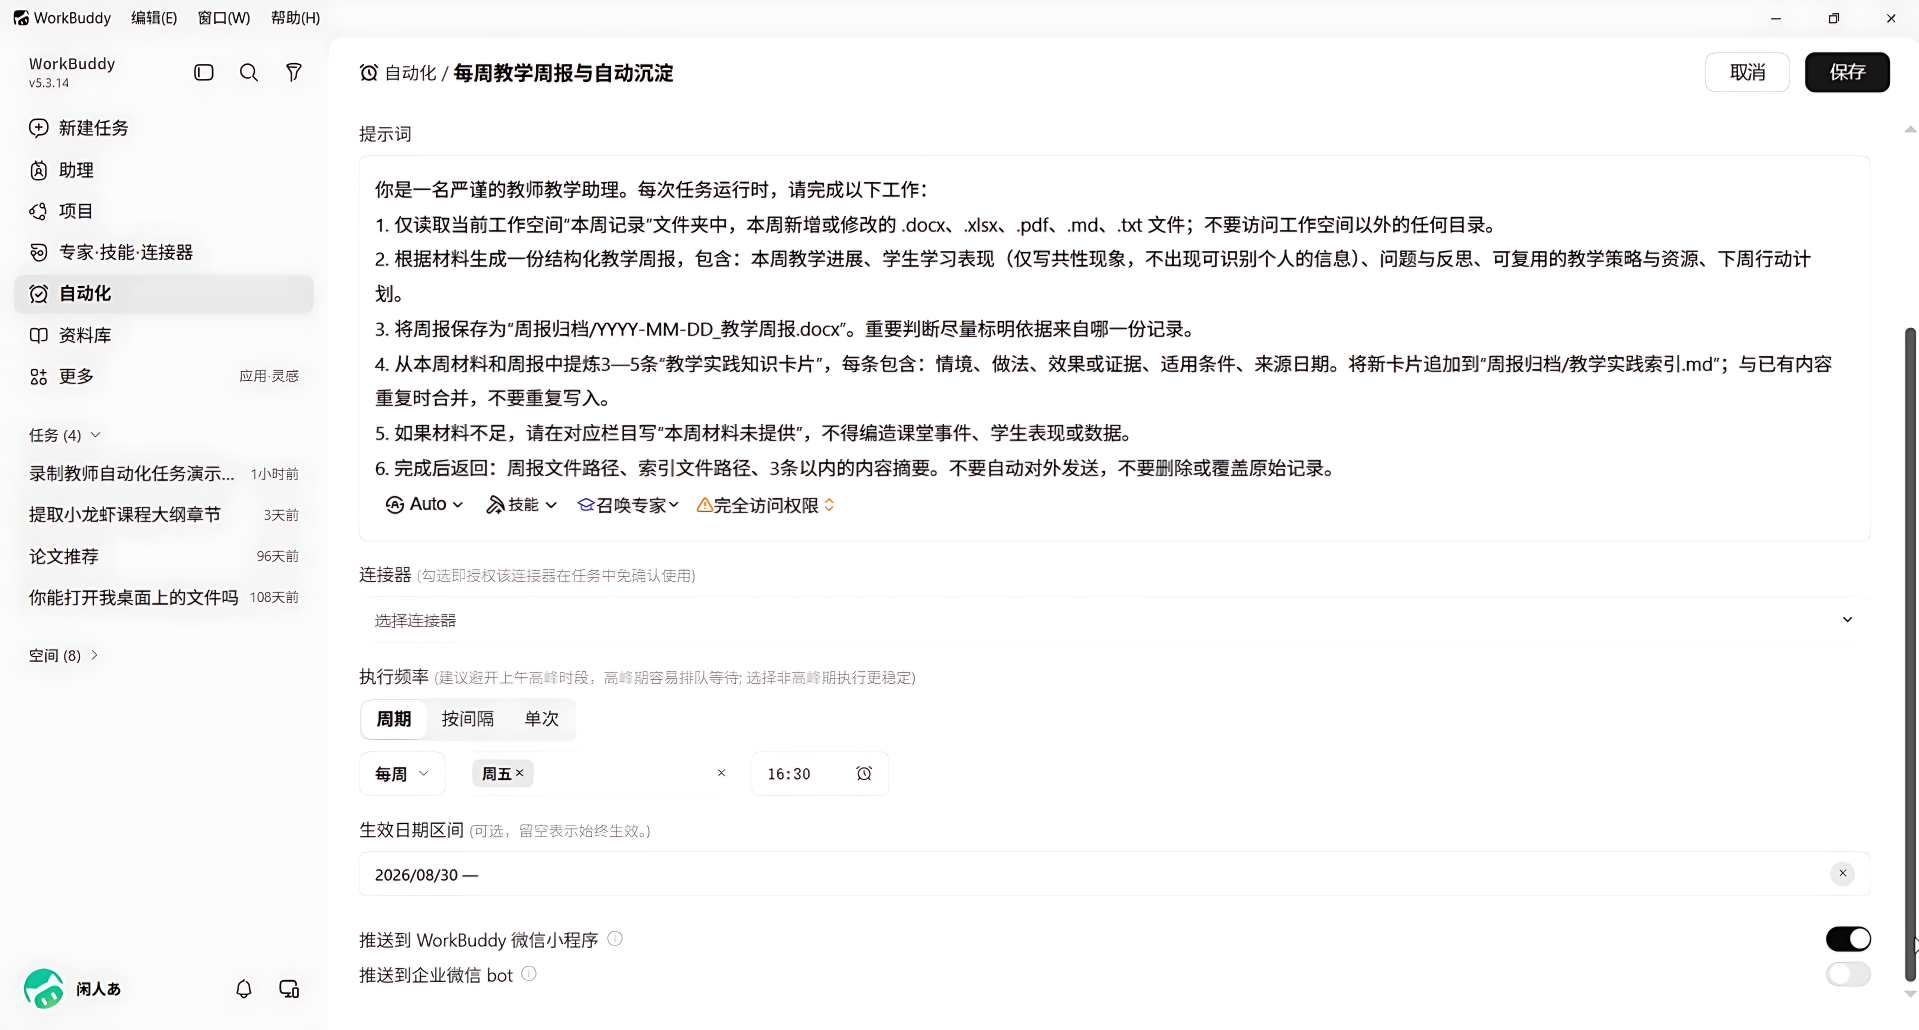 WorkBuddy 编辑(E) 窗口(W) 帮助(H)
WorkBuddy
v5.3.14
新建任务
助理
项目
专家·技能·连接器
自动化
资料库
更多 应用·灵感
任务 (4)
录制教师自动化任务演示... 1小时前
提取小龙虾课程大纲章节 3天前
论文推荐 96天前
你能打开我桌面上的文件吗 108天前
空间 (8)
闲人あ
自动化 / 每周教学周报与自动沉淀
取消 保存
提示词
你是一名严谨的教师教学助理。每次任务运行时，请完成以下工作：
1. 仅读取当前工作空间“本周记录”文件夹中，本周新增或修改的 .docx、.xlsx、.pdf、.md、.txt 文件；不要访问工作空间以外的任何目录。
2. 根据材料生成一份结构化教学周报，包含：本周教学进展、学生学习表现（仅写共性现象，不出现可识别个人的信息）、问题与反思、可复用的教学策略与资源、下周行动计
划。
3. 将周报保存为“周报归档/YYYY-MM-DD_教学周报.docx”。重要判断尽量标明依据来自哪一份记录。
4. 从本周材料和周报中提炼3—5条“教学实践知识卡片”，每条包含：情境、做法、效果或证据、适用条件、来源日期。将新卡片追加到“周报归档/教学实践索引.md”；与已有内容
重复时合并，不要重复写入。
5. 如果材料不足，请在对应栏目写“本周材料未提供”，不得编造课堂事件、学生表现或数据。
6. 完成后返回：周报文件路径、索引文件路径、3条以内的内容摘要。不要自动对外发送，不要删除或覆盖原始记录。
Auto 技能 召唤专家 完全访问权限
连接器 (勾选即授权该连接器在任务中免确认使用)
选择连接器
执行频率 (建议避开上午高峰时段，高峰期容易排队等待; 选择非高峰期执行更稳定)
周期 按间隔 单次
每周 周五 × × 16:30
生效日期区间 (可选，留空表示始终生效。)
2026/08/30 —
推送到 WorkBuddy 微信小程序
推送到企业微信 bot